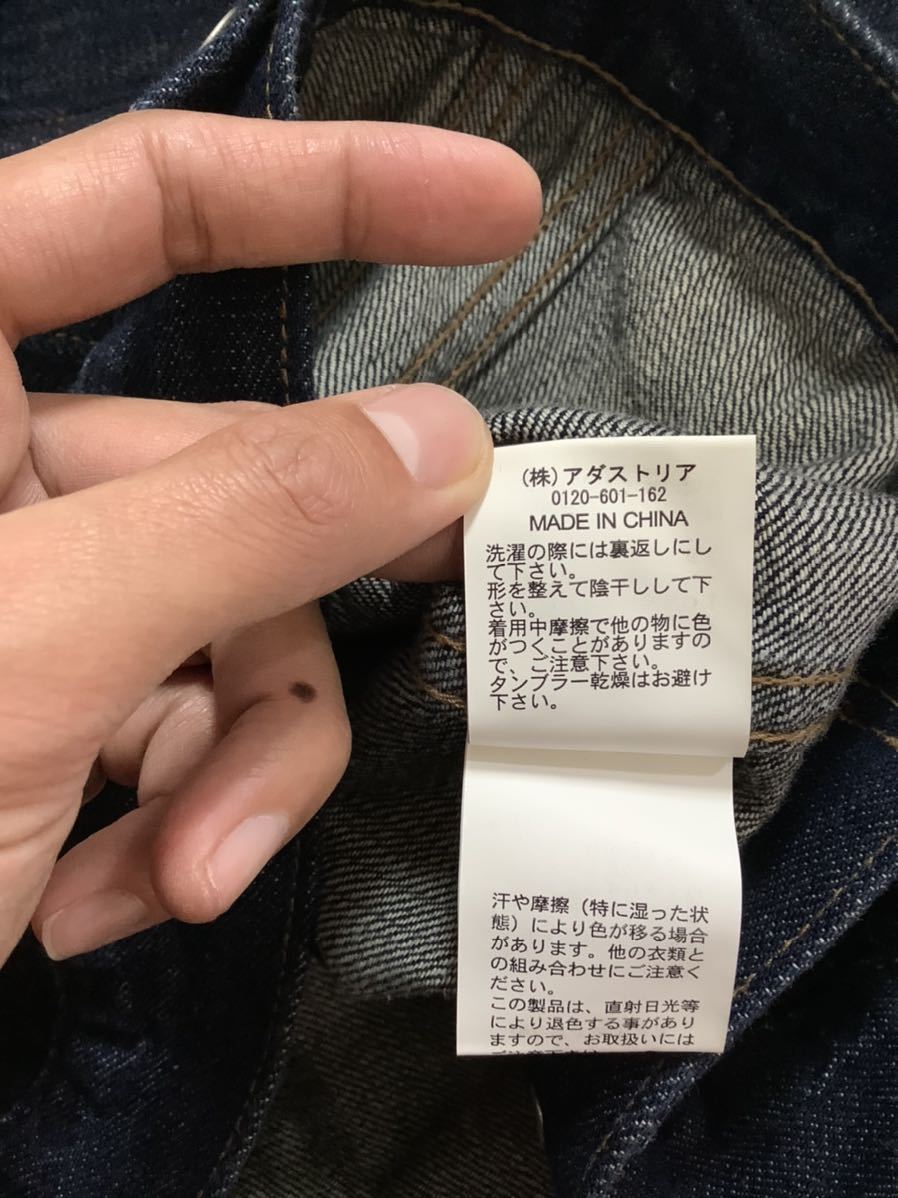 (株)アダストリア
0120-601-162
MADE IN CHINA
洗濯の際には裏返しにし
て下さい。
形を整えて陰干しして下
さい。
着用中摩擦で他の物に色
がつくことがありますの
で、ご注意下さい。
タンブラー乾燥はお避け
下さい。
汗や摩擦（特に湿った状
態）により色が移る場合
があります。他の衣類と
の組み合わせにご注意く
ださい。
この製品は、直射日光等
により退色する事があり
ますので、お取扱いには